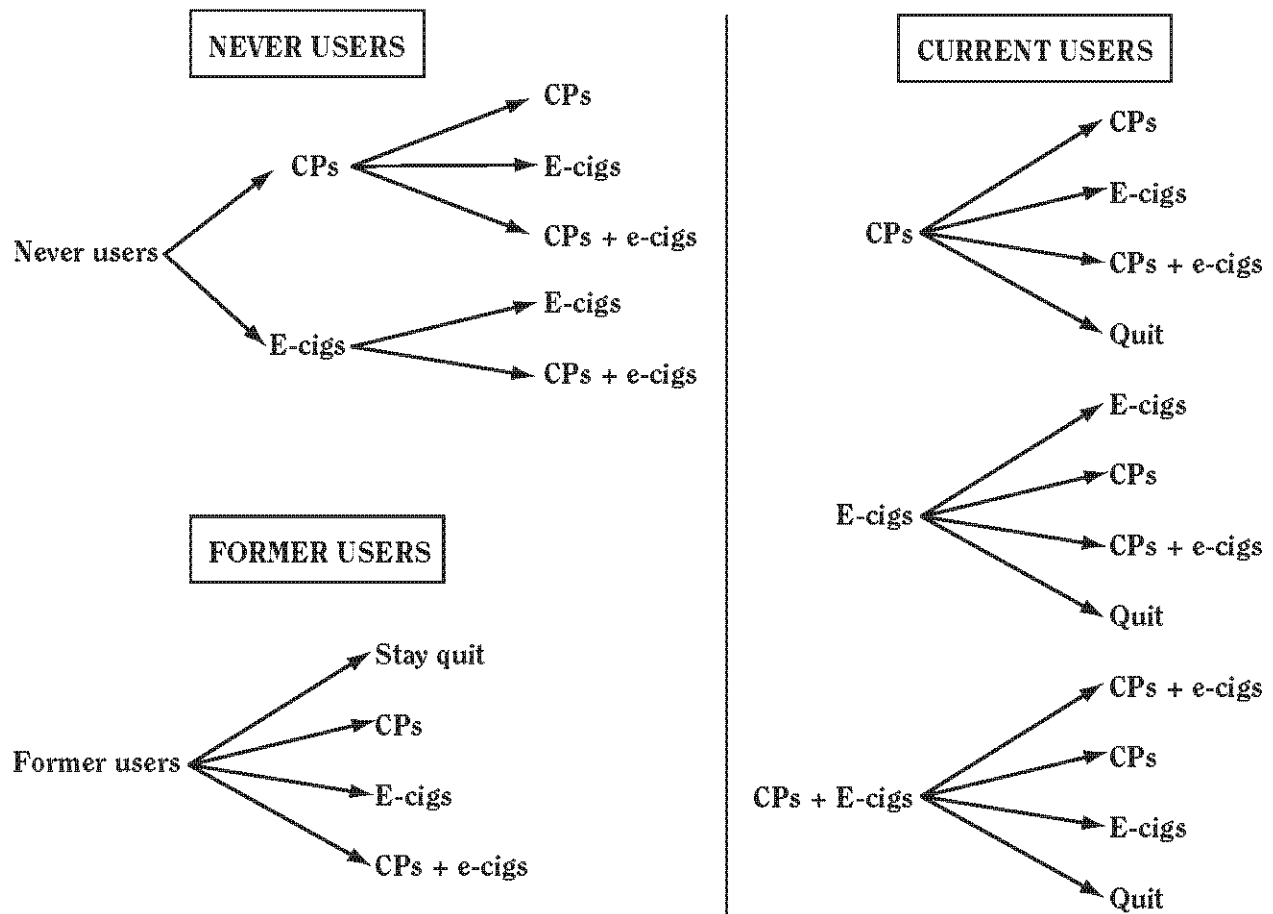 NEVER USERS
Never users
CPs
CPs
E-cigs
CPs + e-cigs
E-cigs
E-cigs
CPs + e-cigs
FORMER USERS
Former users
Stay quit
CPs
E-cigs
CPs + e-cigs
CURRENT USERS
CPs
CPs
E-cigs
CPs + e-cigs
Quit
E-cigs
E-cigs
CPs
CPs + e-cigs
Quit
CPs + E-cigs
CPs + e-cigs
CPs
E-cigs
Quit